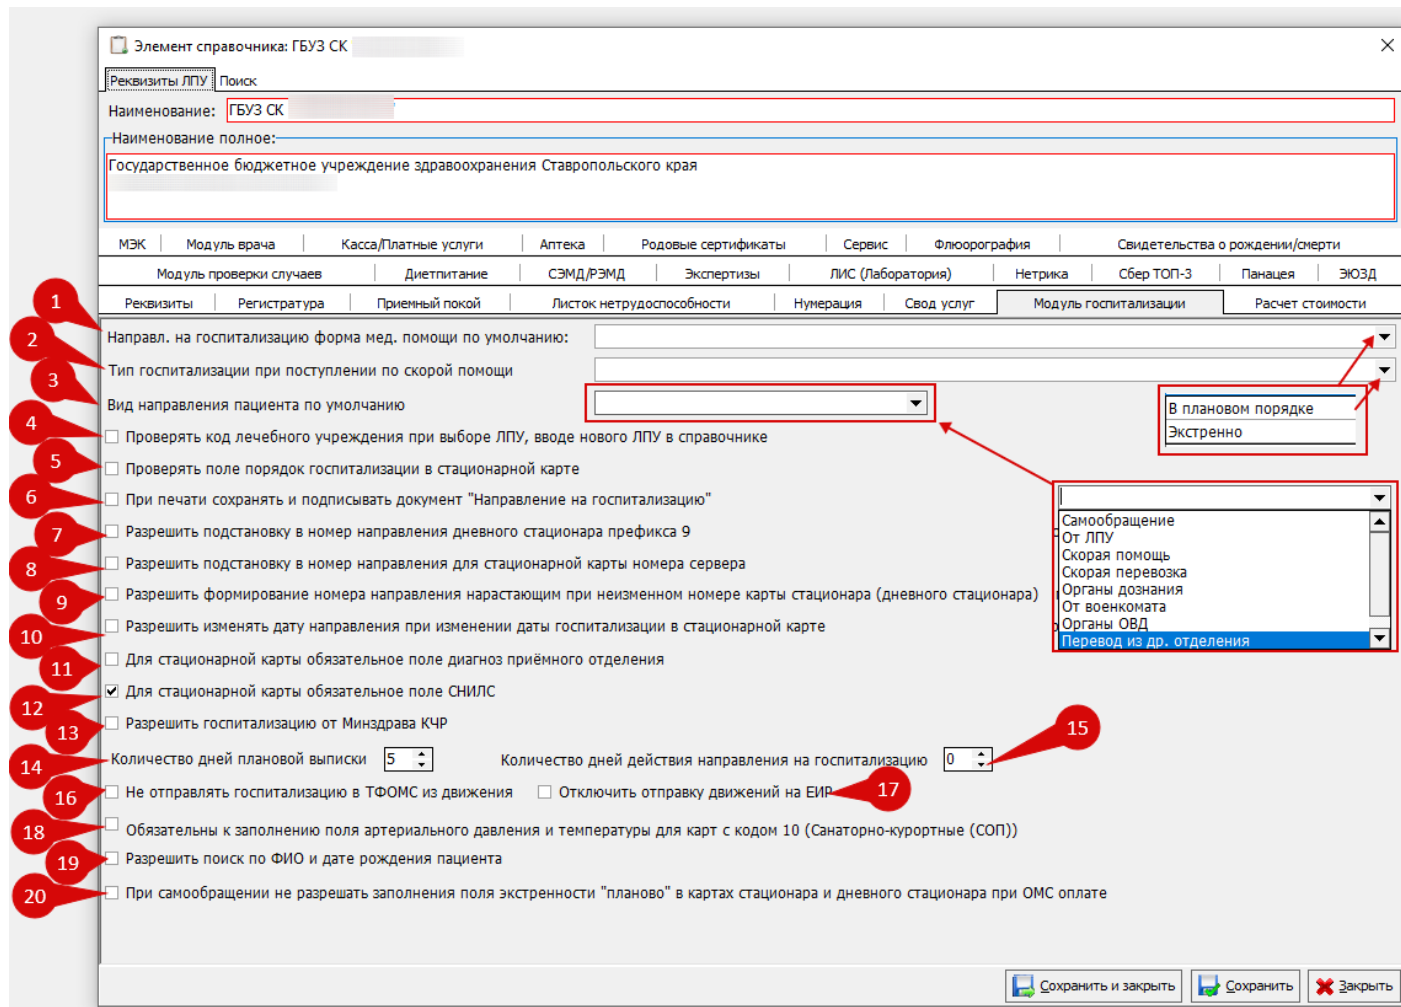 Элемент справочника: ГБУЗ СК
Реквизиты ЛПУ Поиск
Наименование: ГБУЗ СК
Наименование полное:
Государственное бюджетное учреждение здравоохранения Ставропольского края
МЭК Модуль врача Касса/Платные услуги Аптека Родовые сертификаты Сервис Флюорография Свидетельства о рождении/смерти
Модуль проверки случаев Диетпитание СЭМД/РЭМД Экспертизы ЛИС (Лаборатория) Нетрика Сбер ТОП-3 Панацея ЭЮЗД
Реквизиты Регистратура Приемный покой Листок нетрудоспособности Нумерация Свод услуг Модуль госпитализации Расчет стоимости
1
Направл. на госпитализацию форма мед. помощи по умолчанию:
2
Тип госпитализации при поступлении по скорой помощи
3
Вид направления пациента по умолчанию
В плановом порядке
Экстренно
4
Проверять код лечебного учреждения при выборе ЛПУ, вводе нового ЛПУ в справочнике
5
Проверять поле порядок госпитализации в стационарной карте
6
При печати сохранять и подписывать документ "Направление на госпитализацию"
7
Разрешить подстановку в номер направления дневного стационара префикса 9
8
Разрешить подстановку в номер направления для стационарной карты номера сервера
9
Разрешить формирование номера направления нарастающим при неизменном номере карты стационара (дневного стационара)
10
Разрешить изменять дату направления при изменении даты госпитализации в стационарной карте
Самообращение
От ЛПУ
Скорая помощь
Скорая перевозка
Органы дознания
От военкомата
Органы ОВД
Перевод из др. отделения
11
Для стационарной карты обязательное поле диагноз приёмного отделения
12
Для стационарной карты обязательное поле СНИЛС
13
Разрешить госпитализацию от Минздрава КЧР
14
Количество дней плановой выписки 5 Количество дней действия направления на госпитализацию 0
15
16
Не отправлять госпитализацию в ТФОМС из движения Отключить отправку движений на ЕИР
17
18
Обязательны к заполнению поля артериального давления и температуры для карт с кодом 10 (Санаторно-курортные (СОП))
19
Разрешить поиск по ФИО и дате рождения пациента
20
При самообращении не разрешать заполнения поля экстренности "планово" в картах стационара и дневного стационара при ОМС оплате
Сохранить и закрыть Сохранить Закрыть